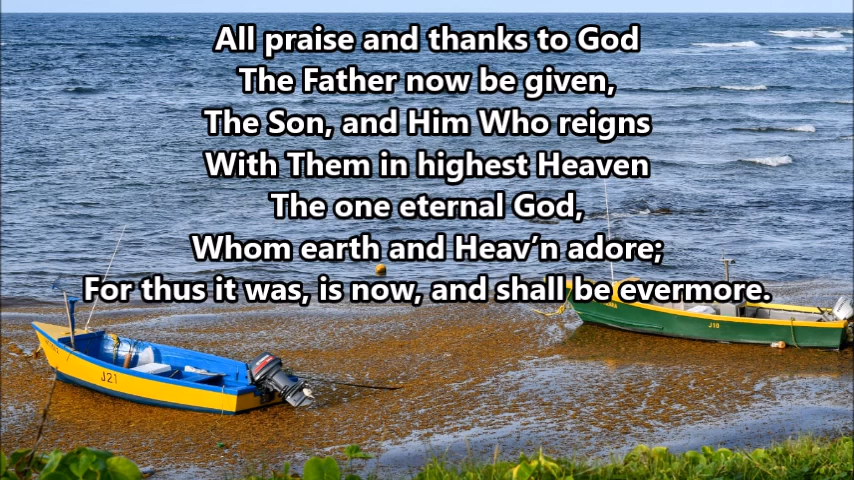 All praise and thanks to God
The Father now be given,
The Son, and Him Who reigns
With Them in highest Heaven
The one eternal God,
Whom earth and Heav’n adore;
For thus it was, is now, and shall be evermore.
J21
J10